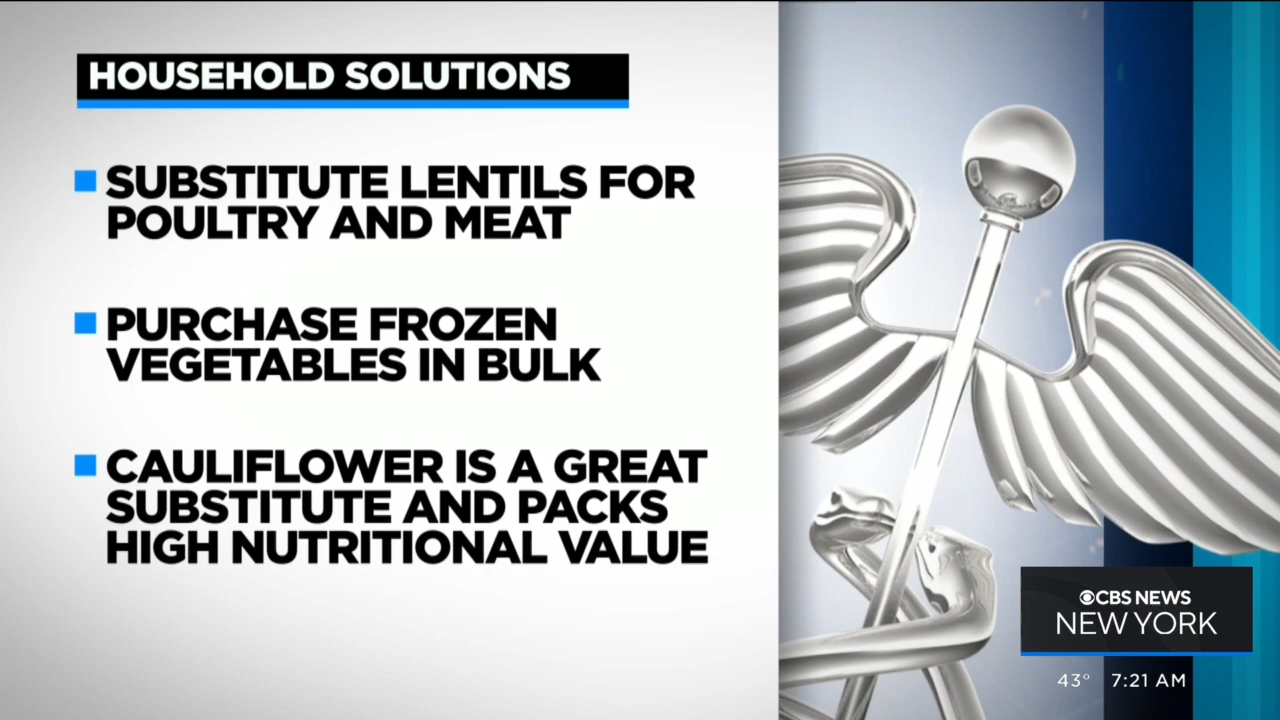 HOUSEHOLD SOLUTIONS
SUBSTITUTE LENTILS FOR
POULTRY AND MEAT
PURCHASE FROZEN
VEGETABLES IN BULK
CAULIFLOWER IS A GREAT
SUBSTITUTE AND PACKS
HIGH NUTRITIONAL VALUE
CBS NEWS
NEW YORK
43° 7:21 AM